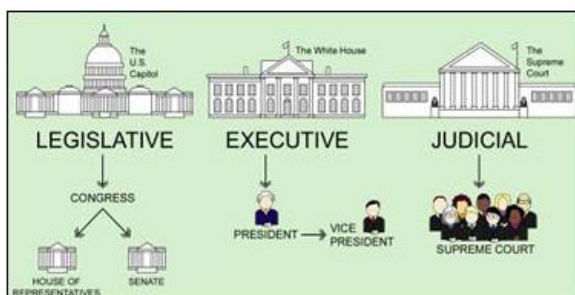 The
U.S.
Capitol
The White House
The
Supreme
Court
LEGISLATIVE
EXECUTIVE
JUDICIAL
CONGRESS
PRESIDENT
VICE
PRESIDENT
SUPREME COURT
HOUSE OF
REPRESENTATIVES
SENATE